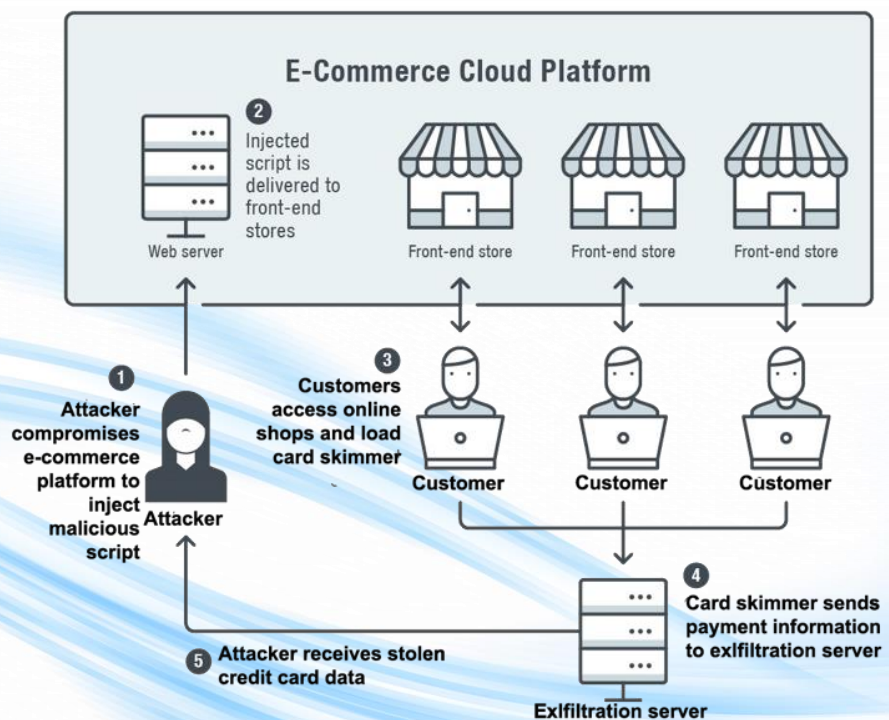 E-Commerce Cloud Platform
2
Injected
script is
delivered to
front-end
stores
Web server
Front-end store
Front-end store
Front-end store
1
Attacker
compromises
e-commerce
platform to
inject
malicious
script
Attacker
3
Customers
access online
shops and load
card skimmer
Customer
Customer
Customer
4
Card skimmer sends
payment information
to exlfiltration server
5
Attacker receives stolen
credit card data
Exlfiltration server